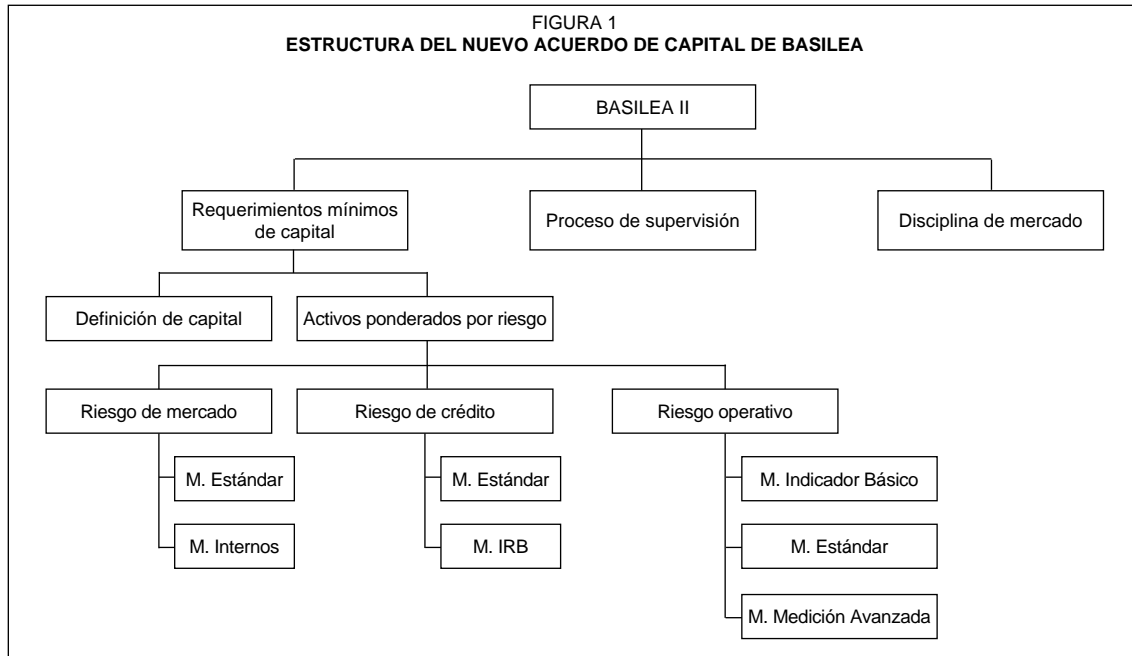 FIGURA 1
ESTRUCTURA DEL NUEVO ACUERDO DE CAPITAL DE BASILEA
BASILEA II
Requerimientos mínimos
de capital
Proceso de supervisión
Disciplina de mercado
Definición de capital
Activos ponderados por riesgo
Riesgo de mercado
Riesgo de crédito
Riesgo operativo
M. Estándar
M. Estándar
M. Indicador Básico
M. Internos
M. IRB
M. Estándar
M. Medición Avanzada